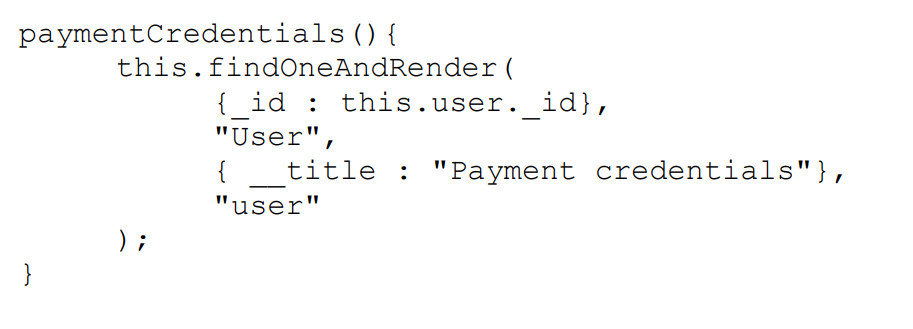 paymentCredentials(){
this.findOneAndRender(
{_id : this.user._id},
"User",
{ __title : "Payment credentials"},
"user"
);
}